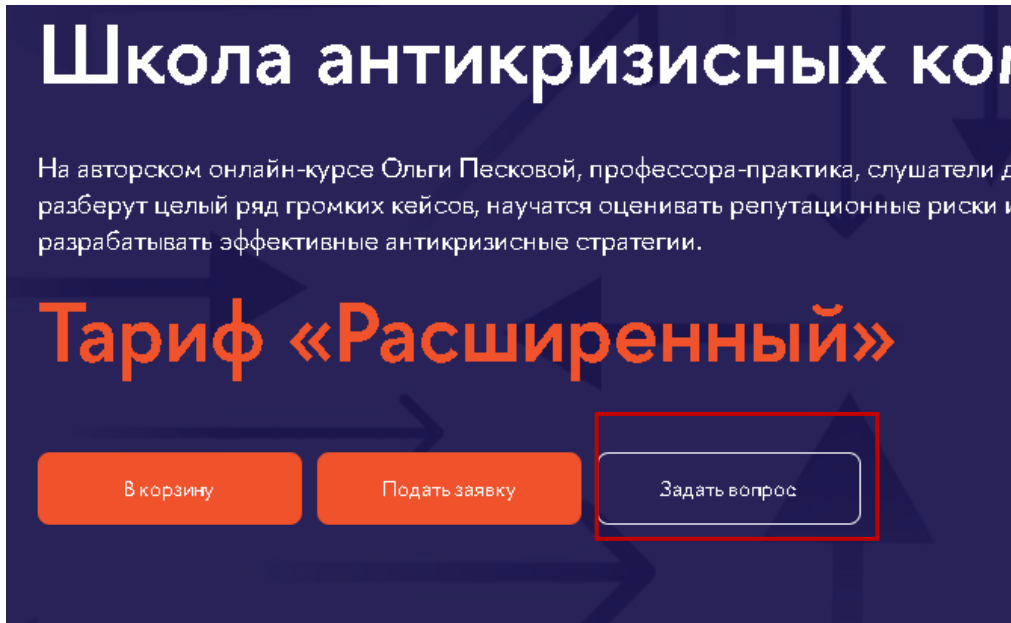 Школа антикризисных ко
На авторском онлайн-курсе Ольги Песковой, профессора-практика, слушатели
разберут целый ряд громких кейсов, научатся оценивать репутационные риски и
разрабатывать эффективные антикризисные стратегии.
Тариф «Расширенный»
В корзину
Подать заявку
Задать вопрос